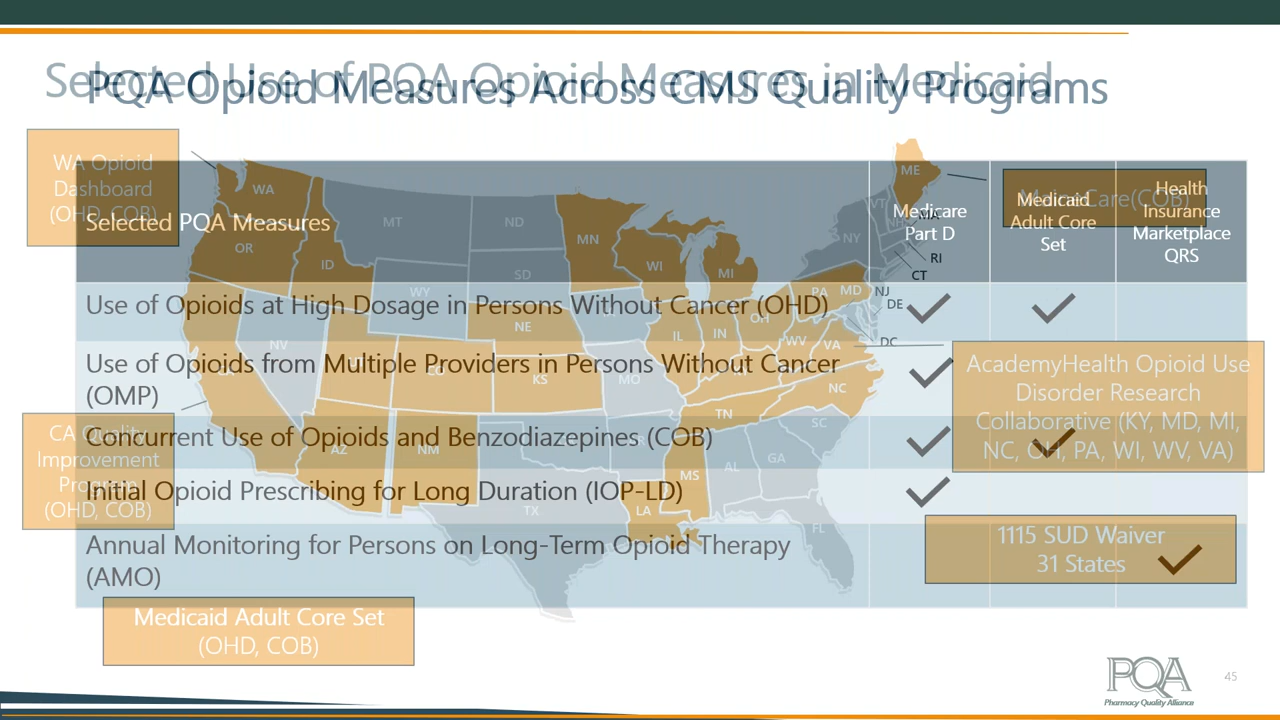 Selected Use of PQA Opioid Measures in Medicaid
PQA Opioid Measures Across CMS Quality Programs
WA Opioid
Dashboard
(OHD, COB)
Selected PQA Measures
Medicare
Part D
Medicaid
Adult Core
Set
Health
Insurance
Marketplace
QRS
Care(COB)
Use of Opioids at High Dosage in Persons Without Cancer (OHD)
Use of Opioids from Multiple Providers in Persons Without Cancer
(OMP)
Concurrent Use of Opioids and Benzodiazepines (COB)
Initial Opioid Prescribing for Long Duration (IOP-LD)
Annual Monitoring for Persons on Long-Term Opioid Therapy
(AMO)
WA
OR
ID
MT
ND
SD
WY
NV
NE
CO
KS
MO
AZ
NM
TX
MN
WI
MI
IL
IN
OH
PA
NY
VT
NH
ME
RI
CT
NJ
MD
DE
DC
WV
VA
NC
TN
SC
GA
AL
MS
LA
FL
CA Quality
Improvement
Program
(OHD, COB)
AcademyHealth Opioid Use
Disorder Research
Collaborative (KY, MD, MI,
NC, OH, PA, WI, WV, VA)
1115 SUD Waiver
31 States
Medicaid Adult Core Set
(OHD, COB)
PQA
Pharmacy Quality Alliance
45